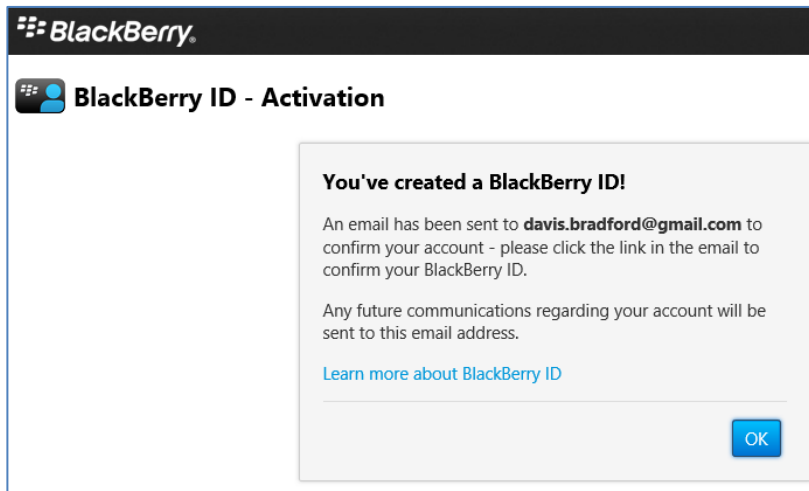 BlackBerry.
BlackBerry ID - Activation
You've created a BlackBerry ID!
An email has been sent to davis.bradford@gmail.com to
confirm your account - please click the link in the email to
confirm your BlackBerry ID.
Any future communications regarding your account will be
sent to this email address.
Learn more about BlackBerry ID
OK